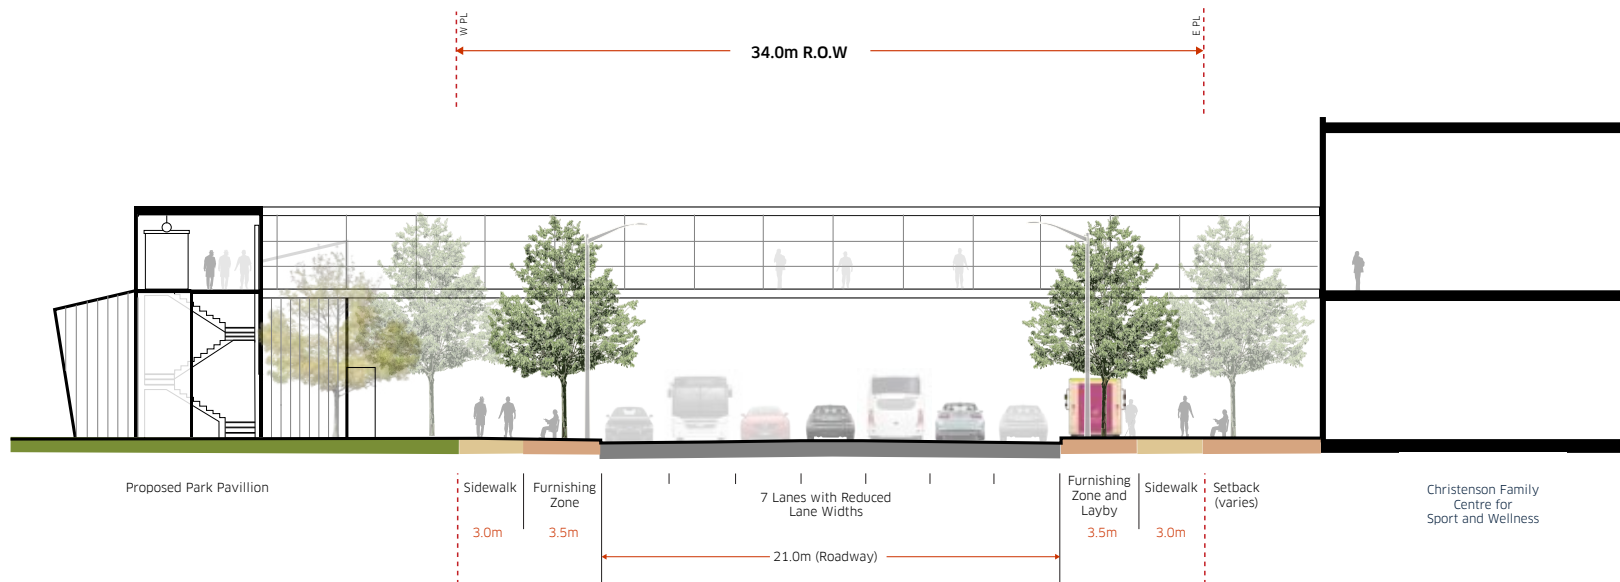 W PL
E PL
34.0m R.O.W
Proposed Park Pavillion
Sidewalk
3.0m
Furnishing
Zone
3.5m
7 Lanes with Reduced
Lane Widths
21.0m (Roadway)
Furnishing
Zone and
Layby
3.5m
Sidewalk
3.0m
Setback
(varies)
Christenson Family
Centre for
Sport and Wellness